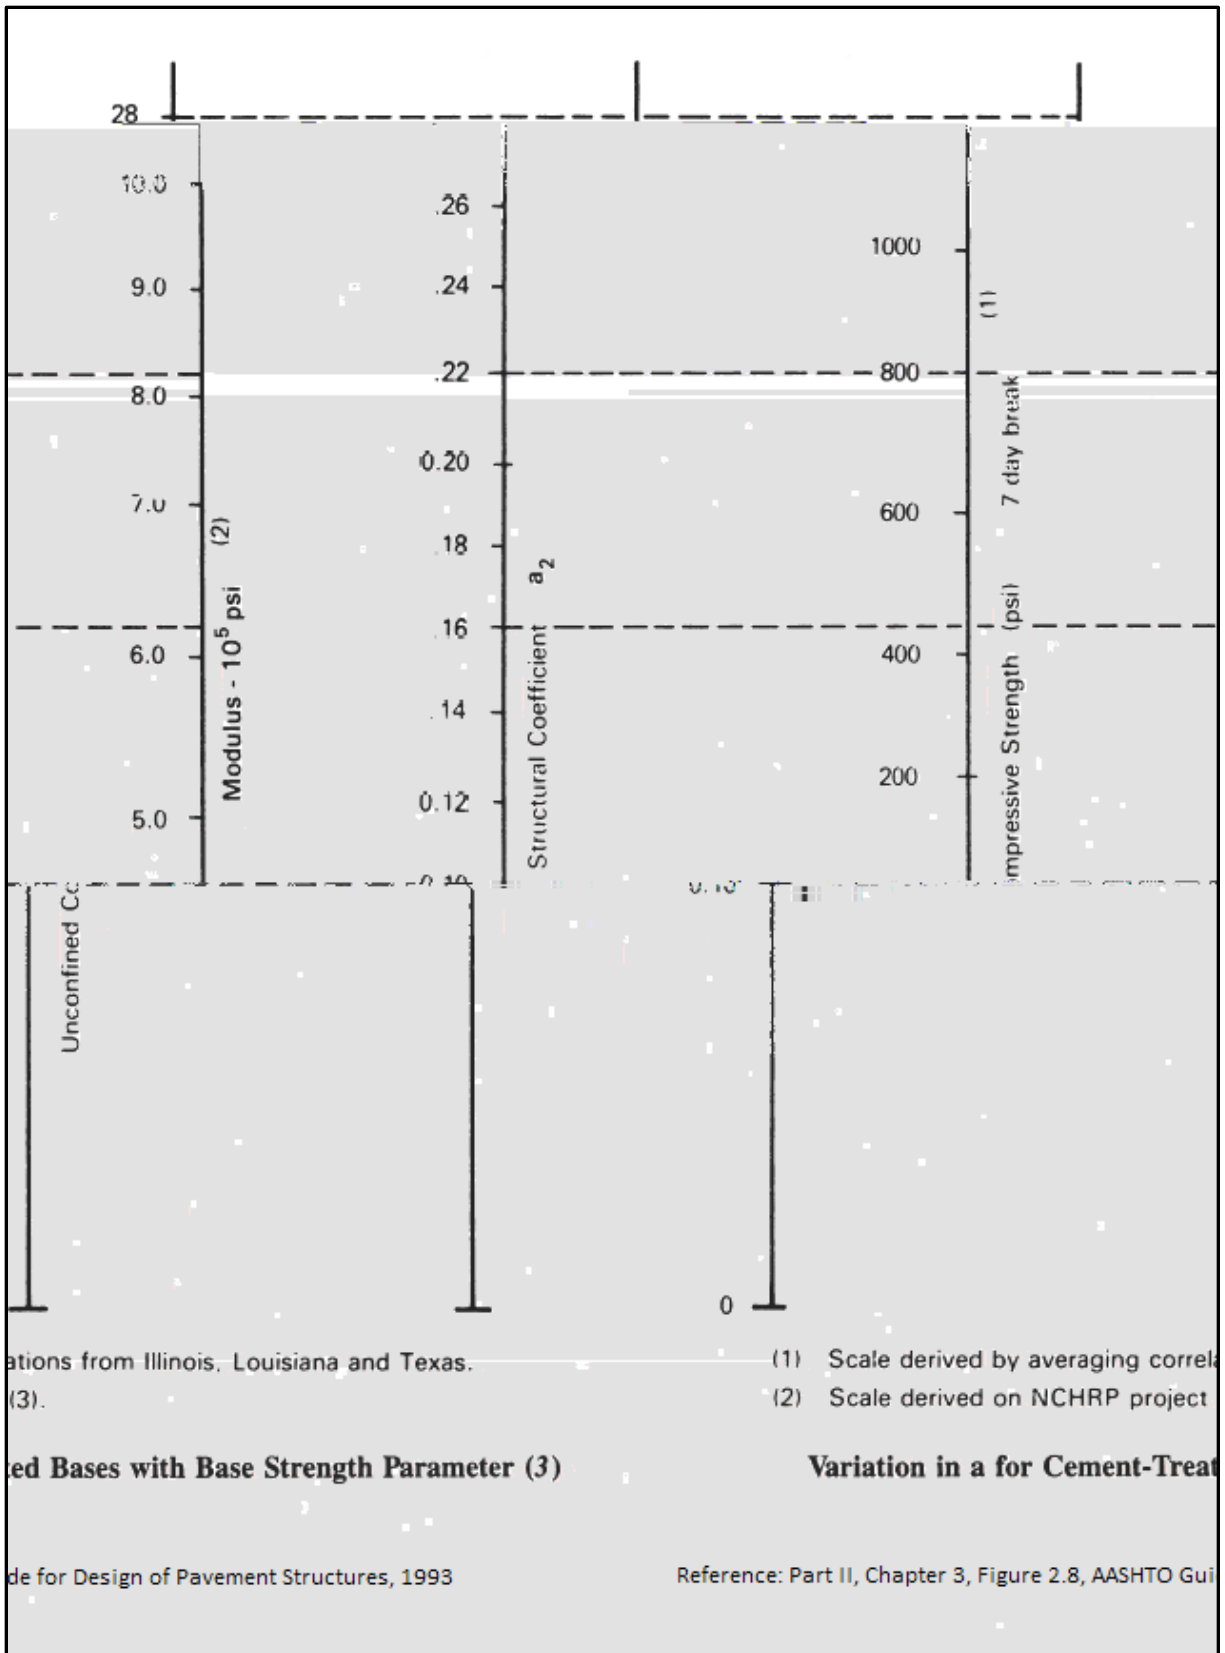 28
10.0
9.0
8.0
7.0
6.0
5.0
(2)
Modulus - 10⁵ psi
.26
.24
.22
0.20
.18
.16
.14
0.12
a₂
Structural Coefficient
1000
800
600
400
200
(1)
7 day break
(psi)
mpressive Strength
Unconfined Co
0
ations from Illinois, Louisiana and Texas.
(3).
(1) Scale derived by averaging correla
(2) Scale derived on NCHRP project
ted Bases with Base Strength Parameter (3)
Variation in a for Cement-Treat
de for Design of Pavement Structures, 1993
Reference: Part II, Chapter 3, Figure 2.8, AASHTO Gui